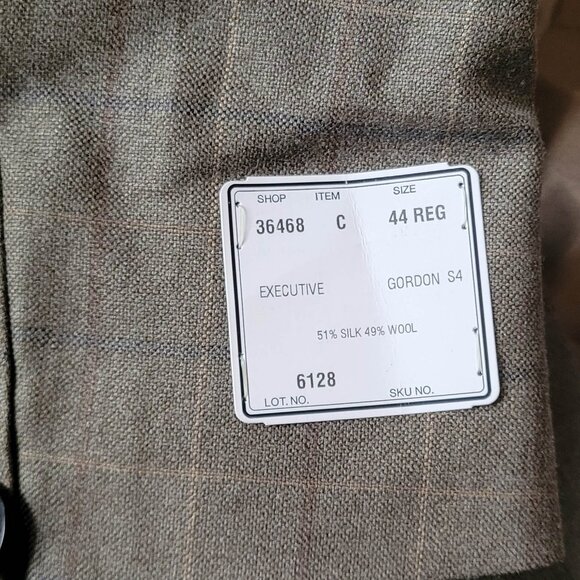 SHOP ITEM SIZE
36468 C 44 REG
EXECUTIVE GORDON S4
51% SILK 49% WOOL
6128
LOT. NO. SKU NO.